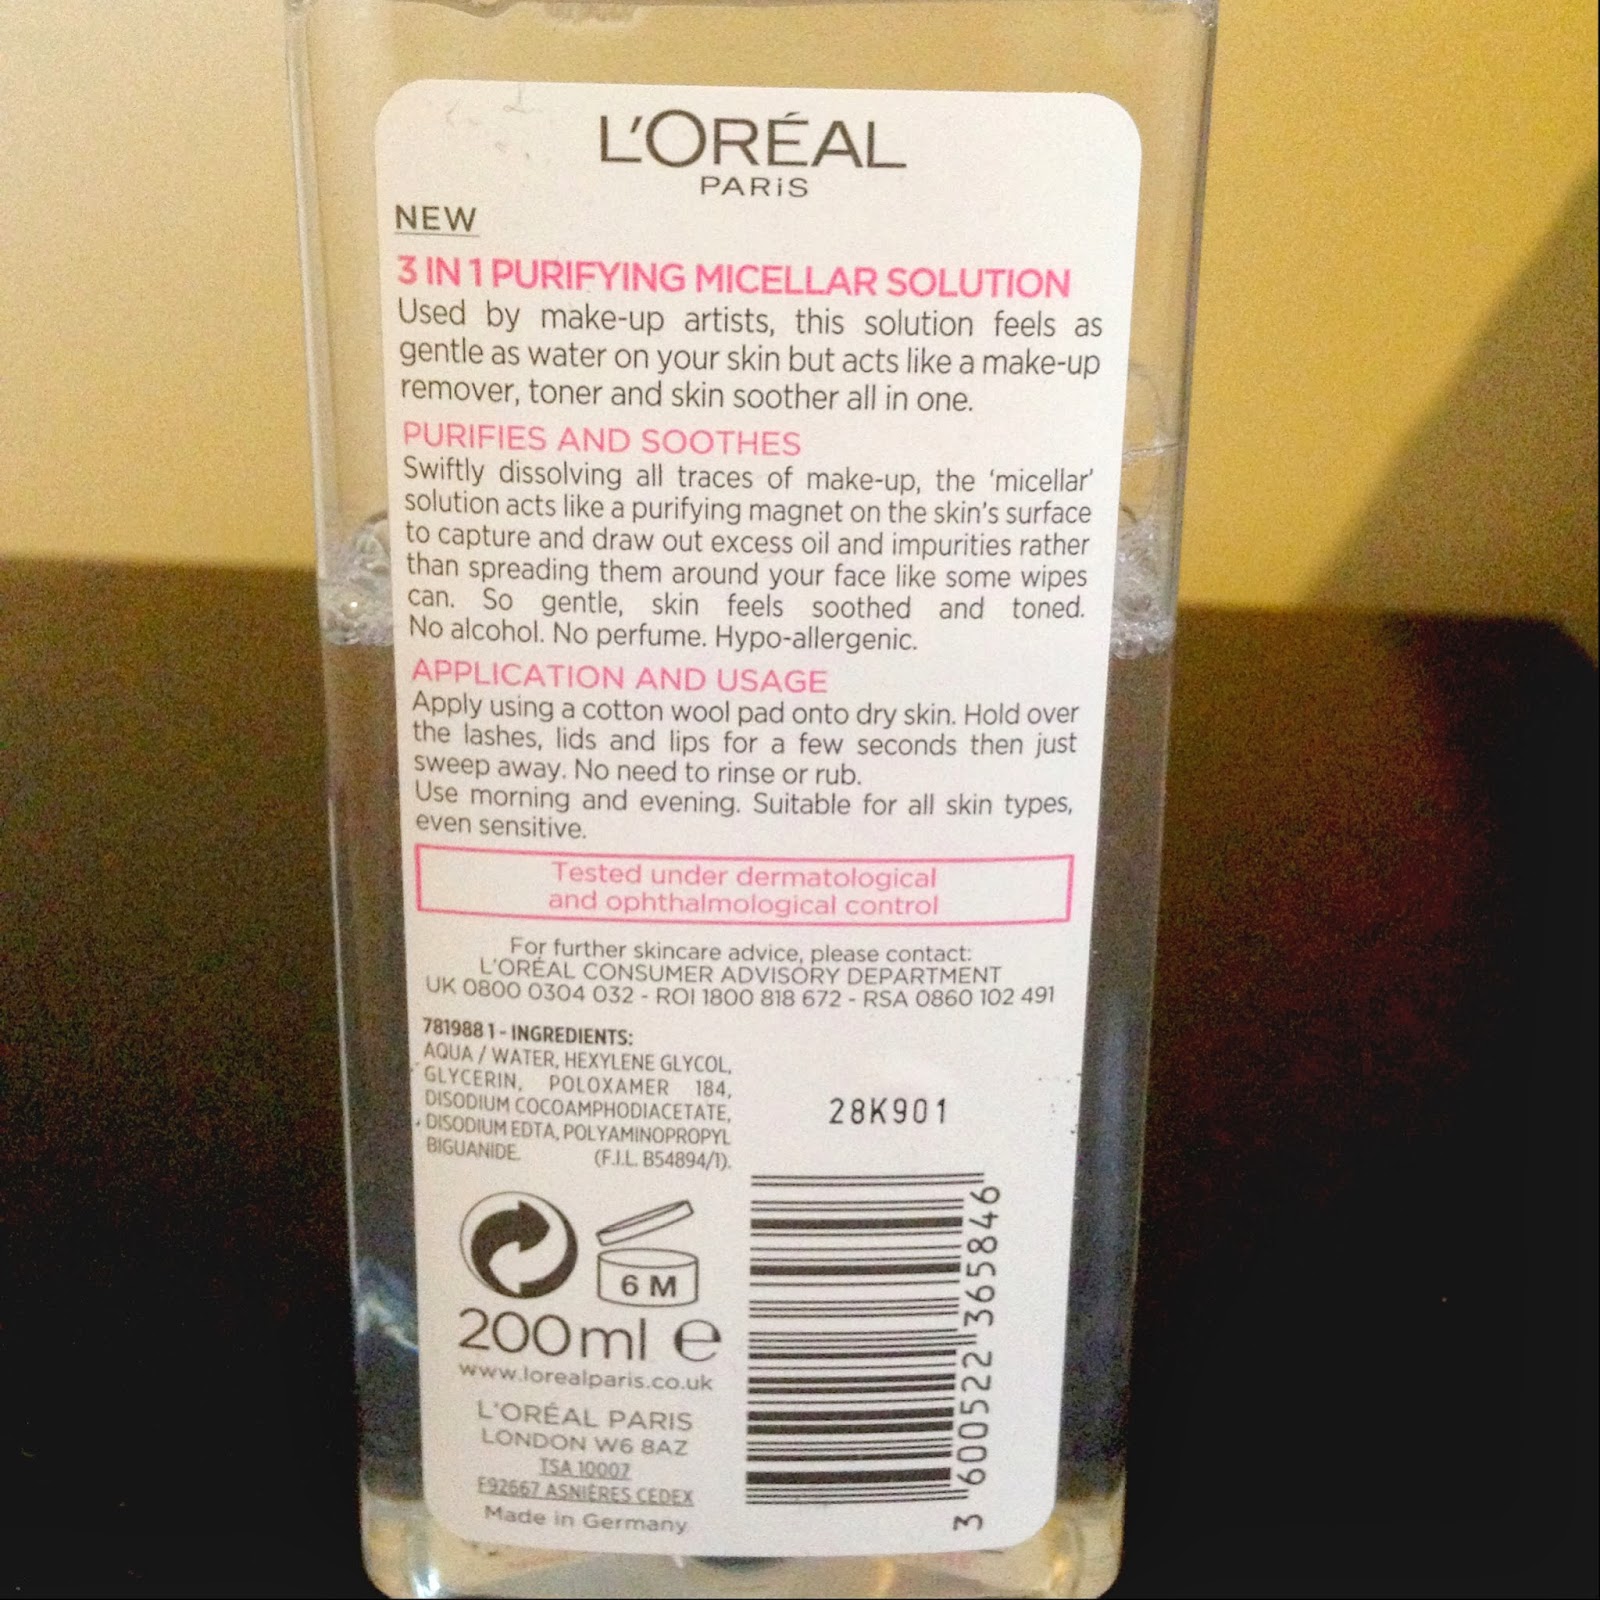 L'ORÉAL
PARiS
NEW
3 IN 1 PURIFYING MICELLAR SOLUTION
Used by make-up artists, this solution feels as
gentle as water on your skin but acts like a make-up
remover, toner and skin soother all in one.
PURIFIES AND SOOTHES
Swiftly dissolving all traces of make-up, the ‘micellar’
solution acts like a purifying magnet on the skin's surface
to capture and draw out excess oil and impurities rather
than spreading them around your face like some wipes
can. So gentle, skin feels soothed and toned.
No alcohol. No perfume. Hypo-allergenic.
APPLICATION AND USAGE
Apply using a cotton wool pad onto dry skin. Hold over
the lashes, lids and lips for a few seconds then just
sweep away. No need to rinse or rub.
Use morning and evening. Suitable for all skin types,
even sensitive.
Tested under dermatological
and ophthalmological control
For further skincare advice, please contact:
L'ORÉAL CONSUMER ADVISORY DEPARTMENT
UK 0800 0304 032 - ROI 1800 818 672 - RSA 0860 102 491
781988 1 - INGREDIENTS:
AQUA / WATER, HEXYLENE GLYCOL,
GLYCERIN, POLOXAMER 184,
DISODIUM COCOAMPHODIACETATE,
DISODIUM EDTA, POLYAMINOPROPYL
BIGUANIDE. (F.I.L. B54894/1).
28K901
6 M
200ml e
www.lorealparis.co.uk
L'ORÉAL PARIS
LONDON W6 8AZ
TSA 10007
F92667 ASNIÈRES CEDEX
Made in Germany
3 600522 365846